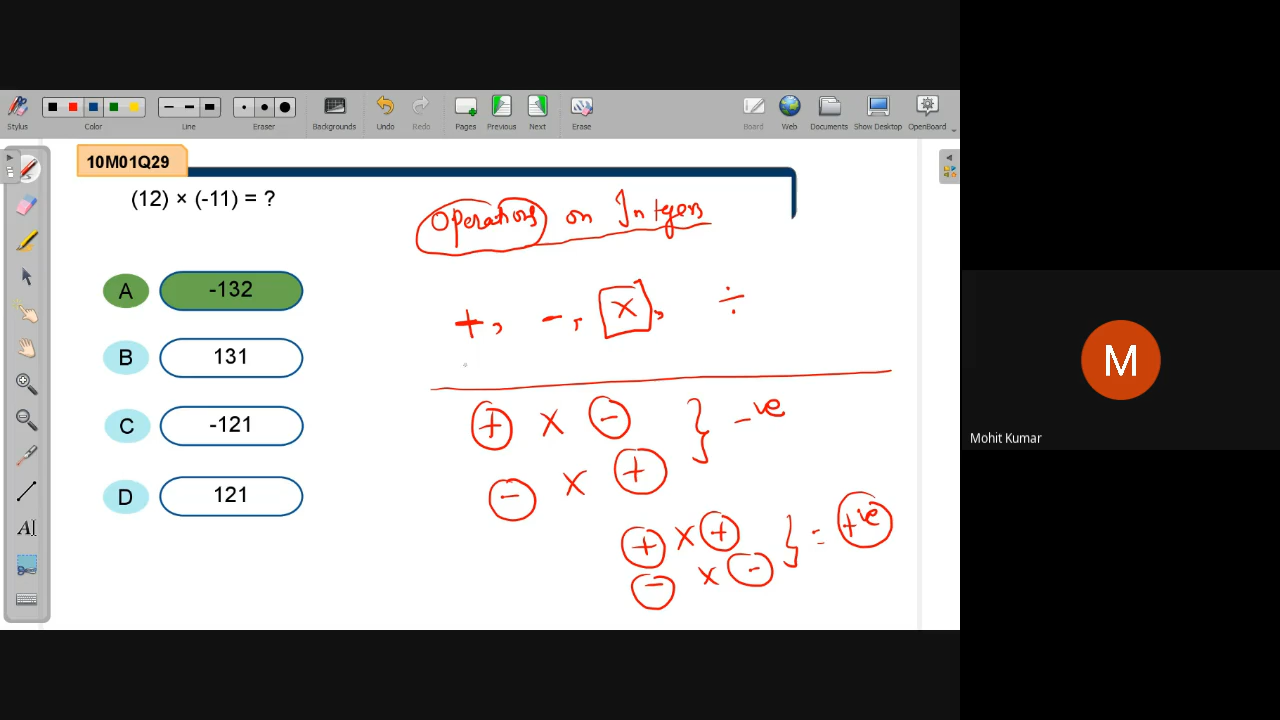 Stylus
Color
Line
Eraser
Backgrounds
Undo
Redo
Pages
Previous
Next
Erase
Board
Web
Documents
Show Desktop
OpenBoard
10M01Q29
(12) × (-11) = ?
Operations on Integers
A -132
+, -, ×, ÷
B 131
C -121
+ × - } -ve
- × +
D 121
+ × + } = +ve
- × -
AI
M
Mohit Kumar